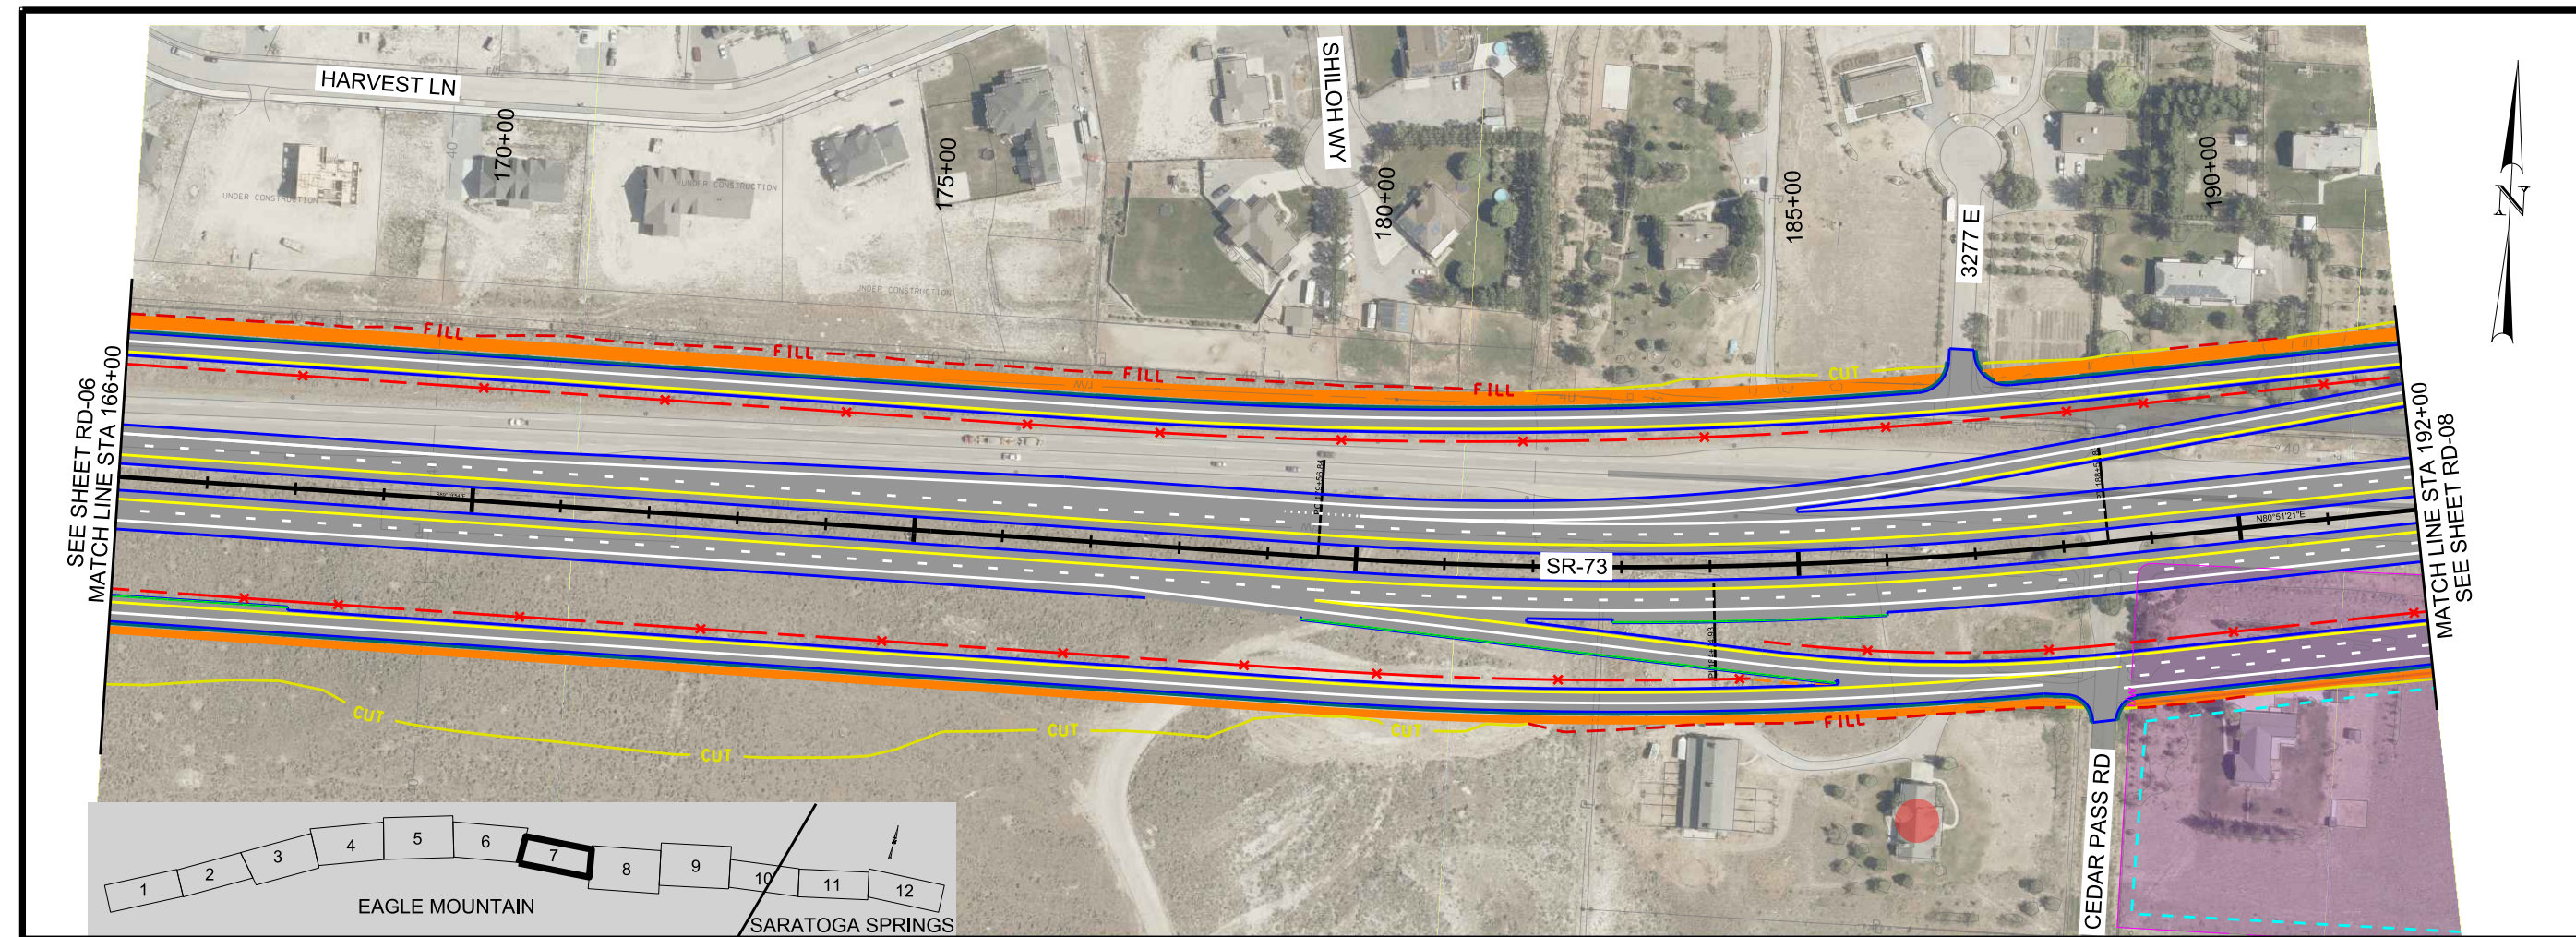 HARVEST LN
170+00
175+00
SHILOH WY
180+00
185+00
3277 E
190+00
N
UNDER CONSTRUCTION
UNDER CONSTRUCTION
UNDER CONSTRUCTION
FILL
FILL
FILL
FILL
CUT
SEE SHEET RD-06
MATCH LINE STA 166+00
MATCH LINE STA 192+00
SEE SHEET RD-08
SR-73
N80°51'21"E
CUT
CUT
CUT
CUT
FILL
CEDAR PASS RD
1
2
3
4
5
6
7
8
9
10
11
12
EAGLE MOUNTAIN
SARATOGA SPRINGS